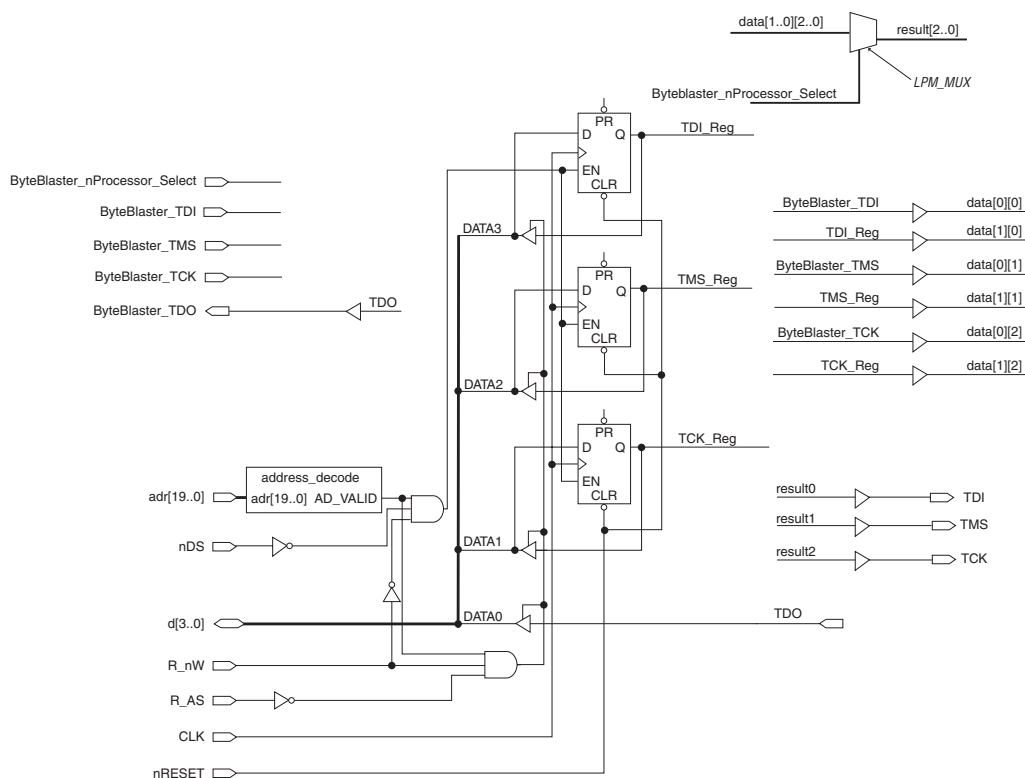 data[1..0][2..0]
result[2..0]
LPM_MUX
Byteblaster_nProcessor_Select
PR
D Q
TDI_Reg
EN
CLR
ByteBlaster_nProcessor_Select
ByteBlaster_TDI
ByteBlaster_TMS
ByteBlaster_TCK
ByteBlaster_TDO
TDO
DATA3
PR
D Q
TMS_Reg
EN
CLR
DATA2
ByteBlaster_TDI
data[0][0]
TDI_Reg
data[1][0]
ByteBlaster_TMS
data[0][1]
TMS_Reg
data[1][1]
ByteBlaster_TCK
data[0][2]
TCK_Reg
data[1][2]
PR
D Q
TCK_Reg
EN
CLR
address_decode
adr[19..0]
adr[19..0] AD_VALID
nDS
DATA1
result0
TDI
result1
TMS
result2
TCK
d[3..0]
DATA0
TDO
R_nW
R_AS
CLK
nRESET